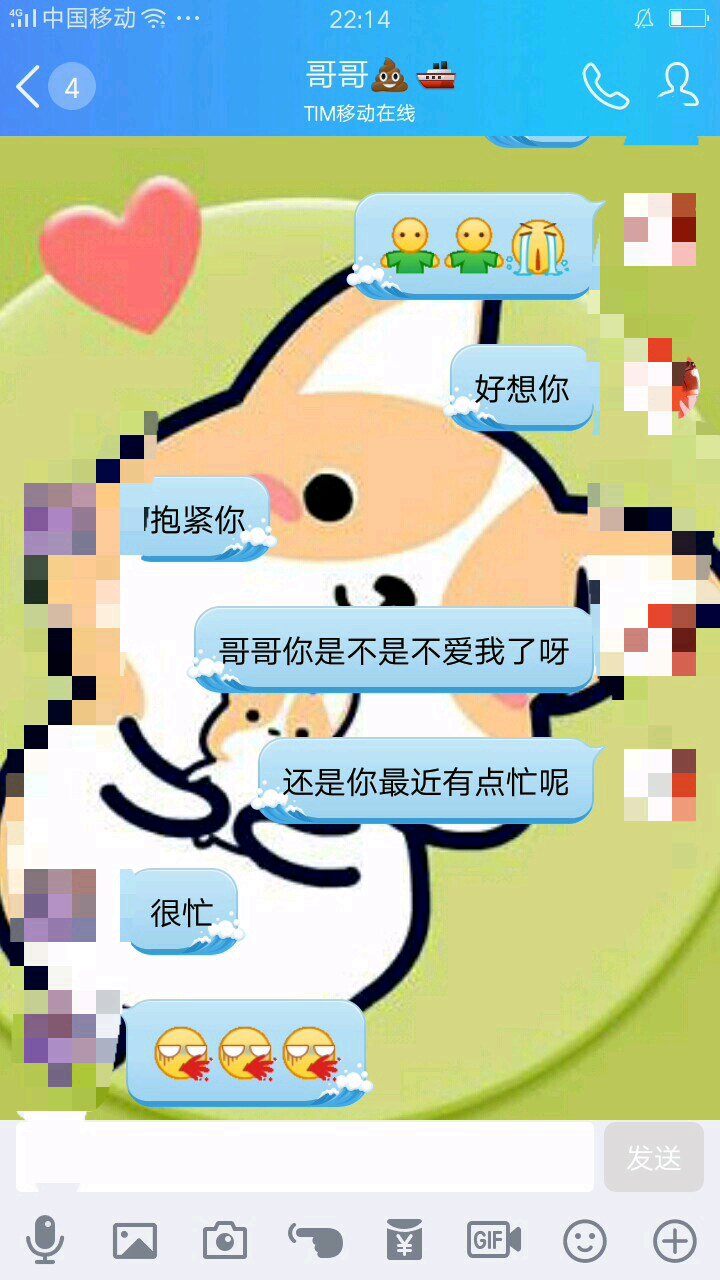 4G 中国移动 22:14
4
哥哥💩🚢
TIM移动在线
好想你
抱紧你
哥哥你是不是不爱我了呀
还是你最近有点忙呢
很忙
发送
¥
GIF